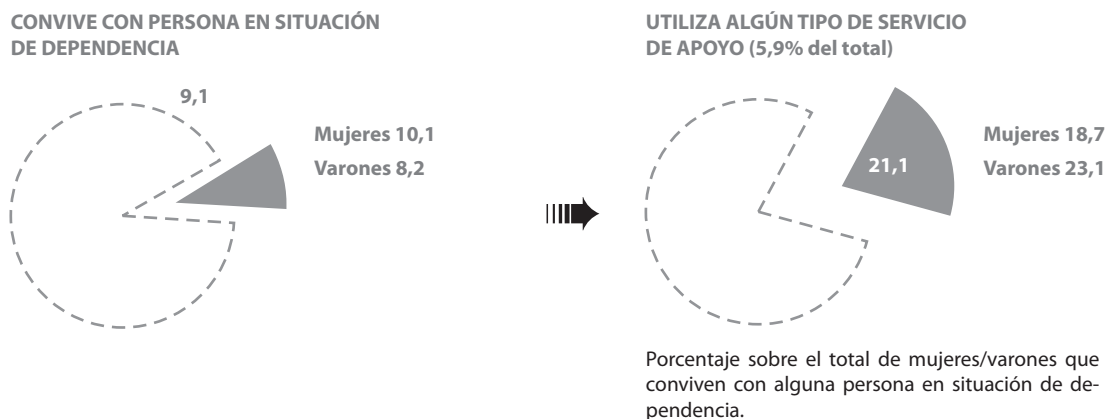 CONVIVE CON PERSONA EN SITUACIÓN
DE DEPENDENCIA
9,1
Mujeres 10,1
Varones 8,2
UTILIZA ALGÚN TIPO DE SERVICIO
DE APOYO (5,9% del total)
21,1
Mujeres 18,7
Varones 23,1
Porcentaje sobre el total de mujeres/varones que
conviven con alguna persona en situación de de-
pendencia.